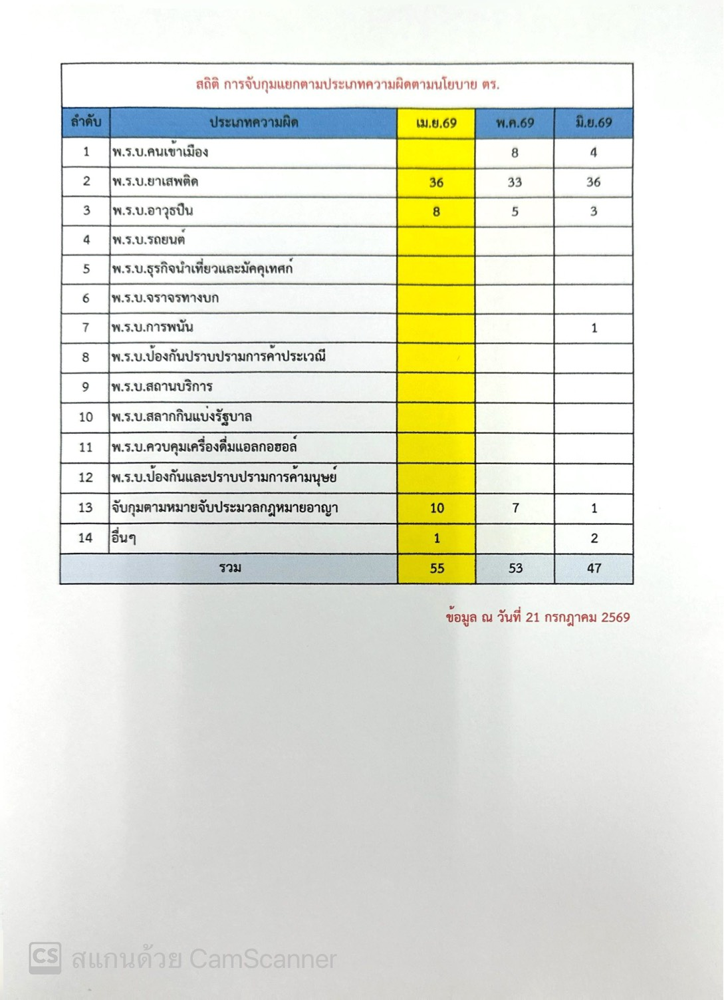 สถิติ การจับกุมแยกตามประเภทความผิดตามนโยบาย ตร.
ลำดับ ประเภทความผิด เม.ย.69 พ.ค.69 มิ.ย.69
1 พ.ร.บ.คนเข้าเมือง 8 4
2 พ.ร.บ.ยาเสพติด 36 33 36
3 พ.ร.บ.อาวุธปืน 8 5 3
4 พ.ร.บ.รถยนต์
5 พ.ร.บ.ธุรกิจนำเที่ยวและมัคคุเทศก์
6 พ.ร.บ.จราจรทางบก
7 พ.ร.บ.การพนัน 1
8 พ.ร.บ.ป้องกันปราบปรามการค้าประเวณี
9 พ.ร.บ.สถานบริการ
10 พ.ร.บ.สลากกินแบ่งรัฐบาล
11 พ.ร.บ.ควบคุมเครื่องดื่มแอลกอฮอล์
12 พ.ร.บ.ป้องกันและปราบปรามการค้ามนุษย์
13 จับกุมตามหมายจับประมวลกฎหมายอาญา 10 7 1
14 อื่นๆ 1 2
รวม 55 53 47
ข้อมูล ณ วันที่ 21 กรกฎาคม 2569
CS สแกนด้วย CamScanner